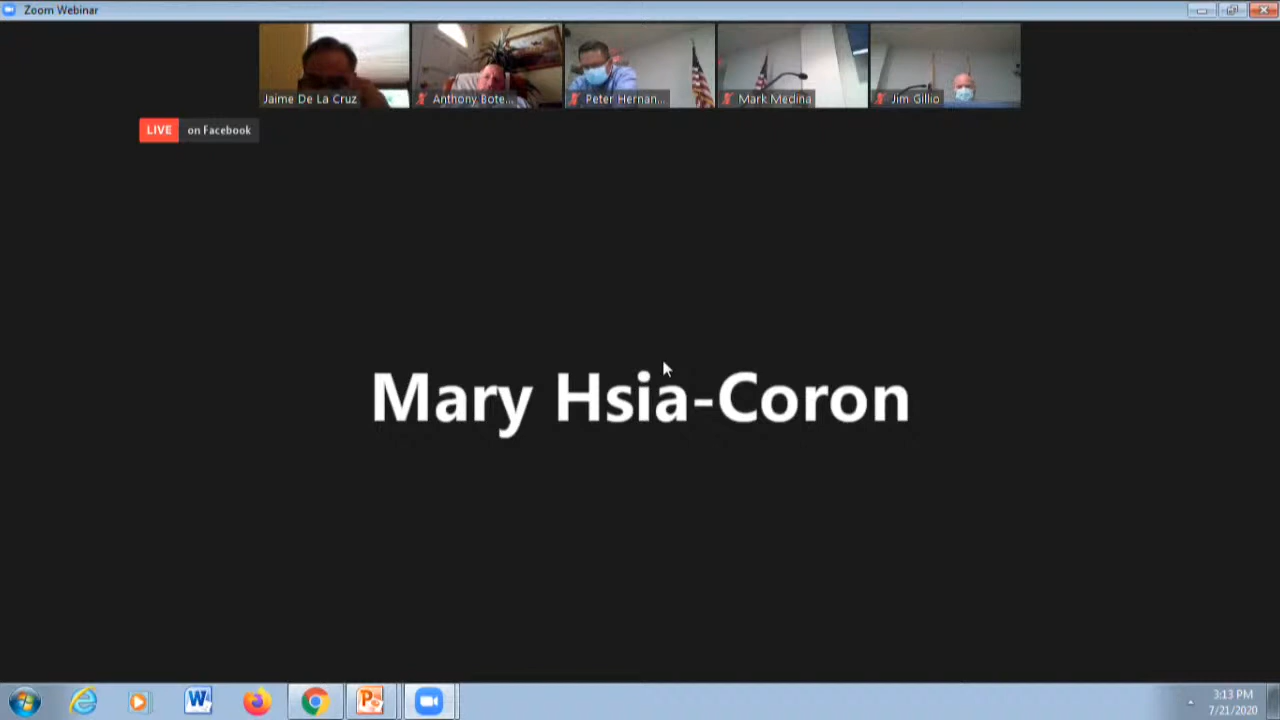 Zoom Webinar
Jaime De La Cruz
Anthony Bote...
Peter Hernan...
Mark Medina
Jim Gillio
LIVE on Facebook
Mary Hsia-Coron
3:13 PM
7/21/2020